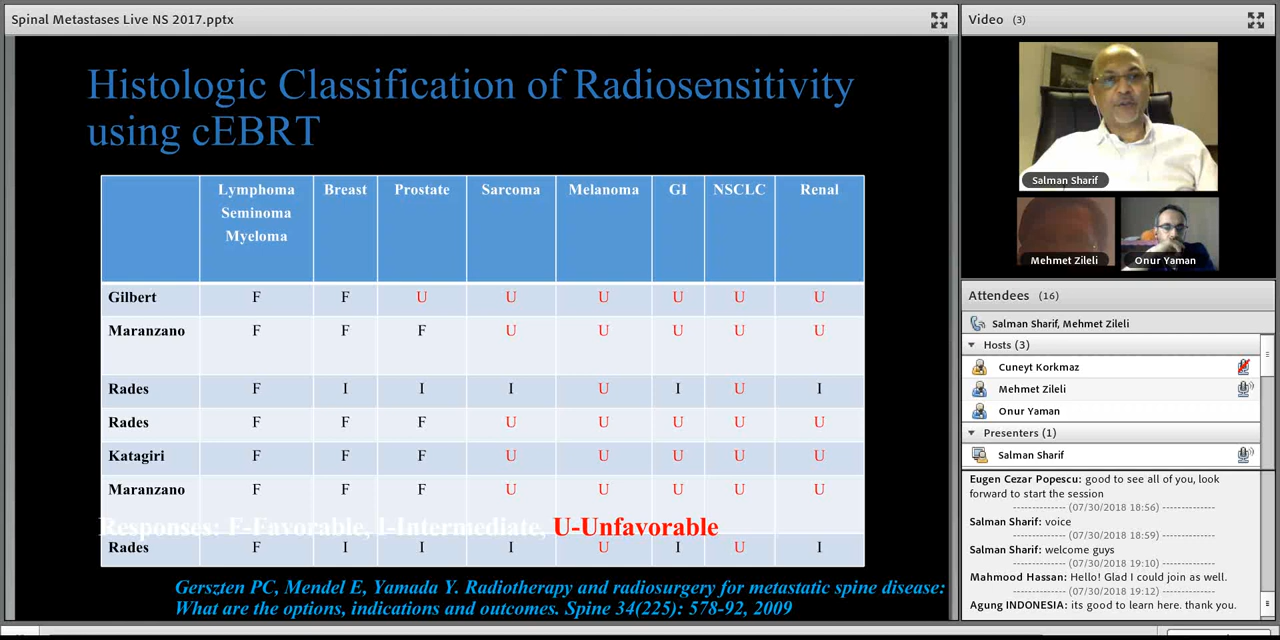 Spinal Metastases Live NS 2017.pptx
Histologic Classification of Radiosensitivity
using cEBRT
Lymphoma Seminoma Myeloma Breast Prostate Sarcoma Melanoma GI NSCLC Renal
Gilbert F F U U U U U U
Maranzano F F F U U U U U
Rades F I I I U I U I
Rades F F F U U U U U
Katagiri F F F U U U U U
Maranzano F F F U U U U U
Responses: F-Favorable, I-Intermediate, U-Unfavorable
Rades F I I I U I U I
Gerszten PC, Mendel E, Yamada Y. Radiotherapy and radiosurgery for metastatic spine disease:
What are the options, indications and outcomes. Spine 34(225): 578-92, 2009
Video (3)
Salman Sharif
Mehmet Zileli
Onur Yaman
Attendees (16)
Salman Sharif, Mehmet Zileli
Hosts (3)
Cuneyt Korkmaz
Mehmet Zileli
Onur Yaman
Presenters (1)
Salman Sharif
Eugen Cezar Popescu: good to see all of you, look
forward to start the session
------------- (07/30/2018 18:56) -------------
Salman Sharif: voice
------------- (07/30/2018 18:59) -------------
Salman Sharif: welcome guys
------------- (07/30/2018 19:10) -------------
Mahmood Hassan: Hello! Glad I could join as well.
------------- (07/30/2018 19:12) -------------
Agung INDONESIA: its good to learn here. thank you.